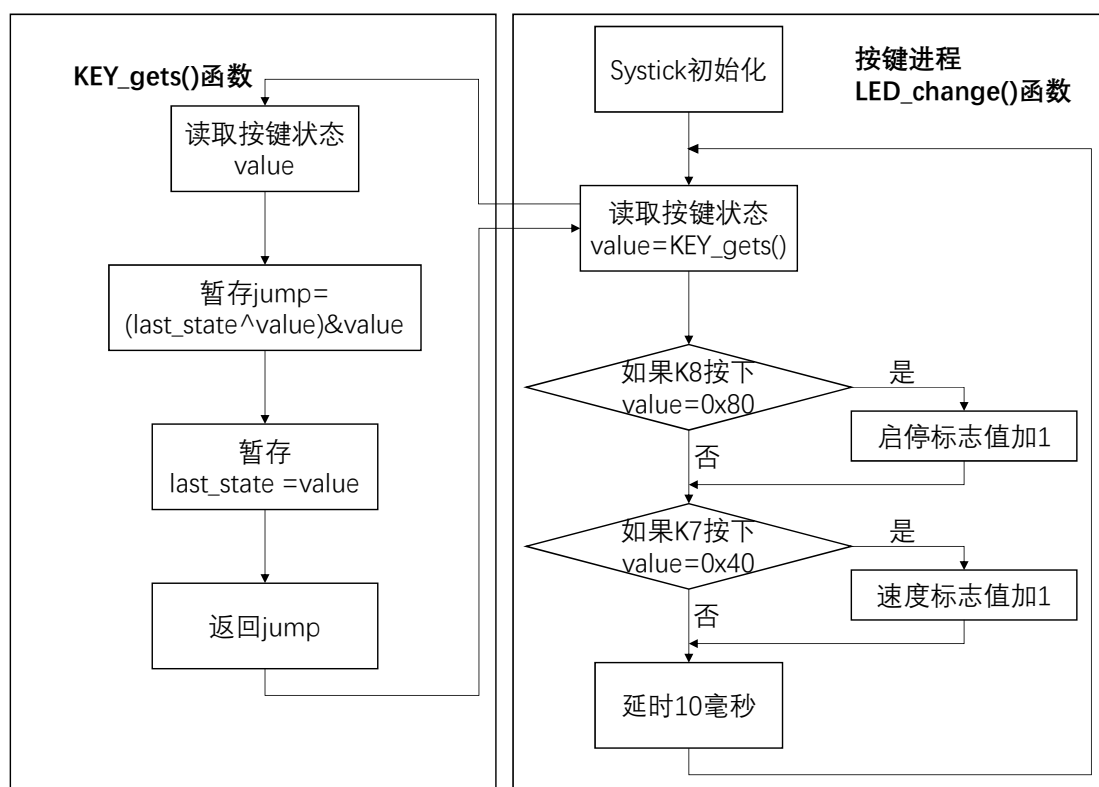 KEY_gets()函数
读取按键状态
value
暂存jump=
(last_state^value)&value
暂存
last_state =value
返回jump
Systick初始化
按键进程
LED_change()函数
读取按键状态
value=KEY_gets()
如果K8按下
value=0x80
是
启停标志值加1
否
如果K7按下
value=0x40
是
速度标志值加1
否
延时10毫秒